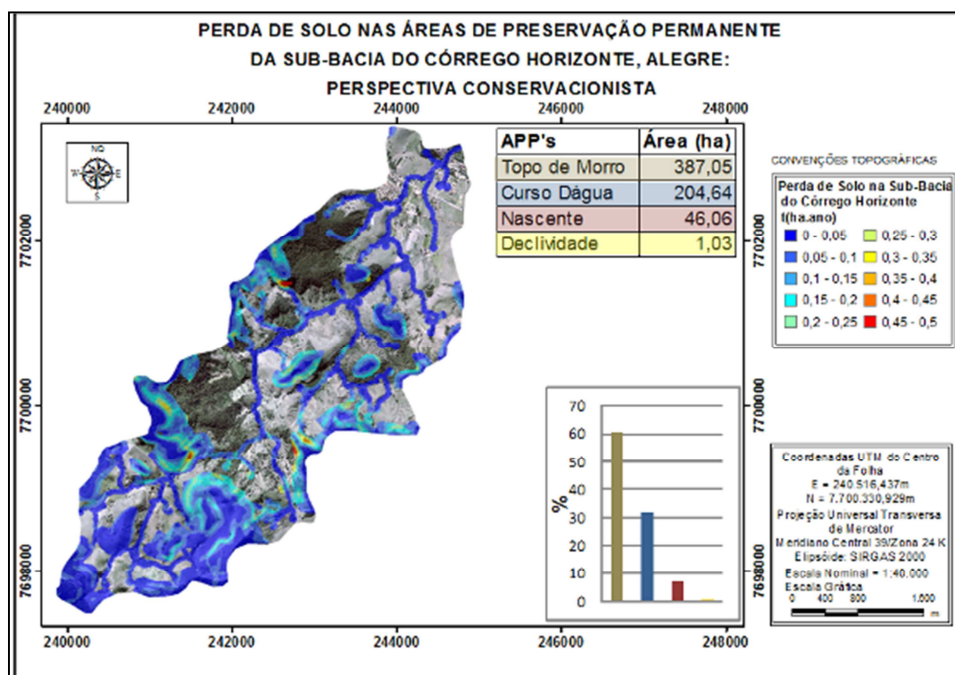 PERDA DE SOLO NAS ÁREAS DE PRESERVAÇÃO PERMANENTE
DA SUB-BACIA DO CÓRREGO HORIZONTE, ALEGRE:
PERSPECTIVA CONSERVACIONISTA
240000 242000 244000 246000 248000
APP's Área (ha)
Topo de Morro 387,05
Curso Dágua 204,64
Nascente 46,06
Declividade 1,03
CONVENÇÕES TOPOGRÁFICAS
Perda de Solo na Sub-Bacia
do Córrego Horizonte
t(ha.ano)
0 - 0,05 0,25 - 0,3
0,05 - 0,1 0,3 - 0,35
0,1 - 0,15 0,35 - 0,4
0,15 - 0,2 0,4 - 0,45
0,2 - 0,25 0,45 - 0,5
W E
S
7702000 7702000
7700000 7700000
7698000 7698000
70
60
50
40
30
20
10
0
%
Coordenadas UTM do Centro
da Folha
E = 240.516,437m
N = 7.700.330,929m
Projeção Universal Transversa
de Mercator
Meridiano Central 39/Zona 24 K
Elipsóide: SIRGAS 2000
Escala Nominal = 1:40.000
Escala Gráfica
0 400 800 1.600
m
240000 242000 244000 246000 248000